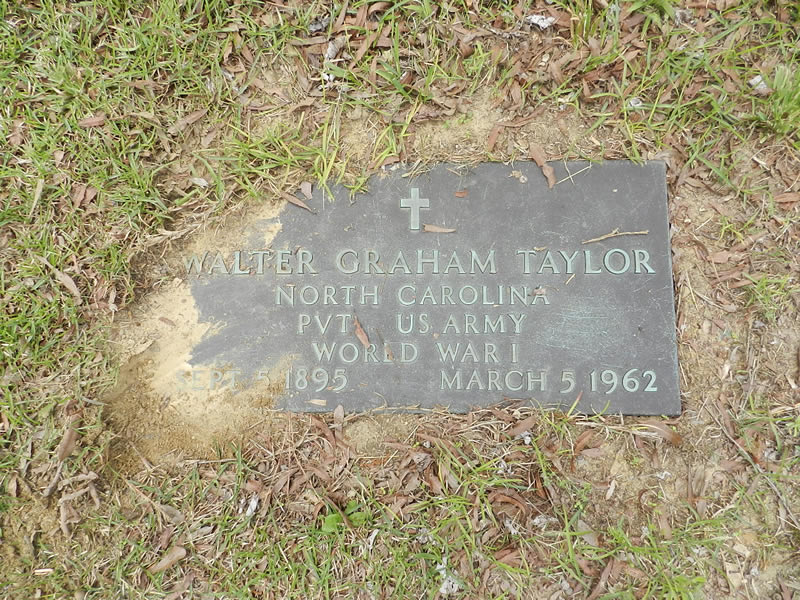 WALTER GRAHAM TAYLOR
NORTH CAROLINA
PVT US ARMY
WORLD WAR I
SEPT 5 1895 MARCH 5 1962